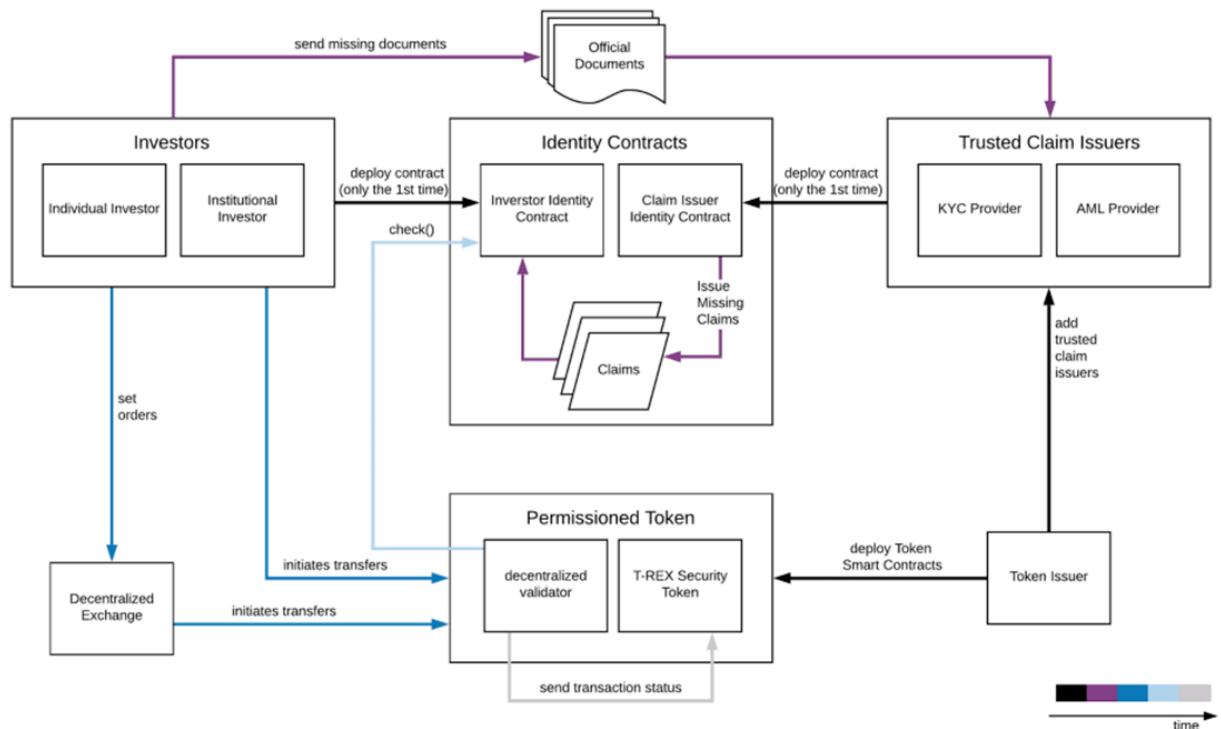 send missing documents
Official
Documents
Investors
Individual Investor
Institutional
Investor
deploy contract
(only the 1st time)
Identity Contracts
Inverstor Identity
Contract
Claim Issuer
Identity Contract
deploy contract
(only the 1st time)
Trusted Claim Issuers
KYC Provider
AML Provider
check()
Issue
Missing
Claims
Claims
add
trusted
claim
issuers
set
orders
Permissioned Token
decentralized
validator
T-REX Security
Token
initiates transfers
deploy Token
Smart Contracts
Token Issuer
Decentralized
Exchange
initiates transfers
send transaction status
time